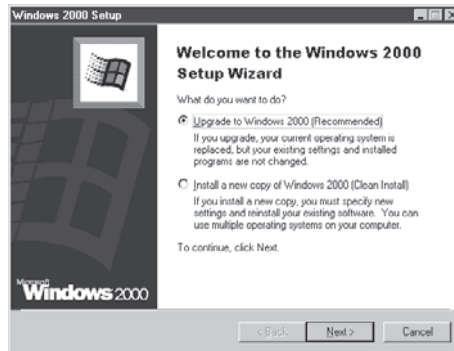 Windows 2000 Setup
Welcome to the Windows 2000
Setup Wizard
What do you want to do?
Upgrade to Windows 2000 (Recommended)
If you upgrade, your current operating system is
replaced, but your existing settings and installed
programs are not changed.
Install a new copy of Windows 2000 (Clean Install)
If you install a new copy, you must specify new
settings and reinstall your existing software. You can
use multiple operating systems on your computer.
To continue, click Next.
Microsoft
Windows 2000
< Back
Next >
Cancel